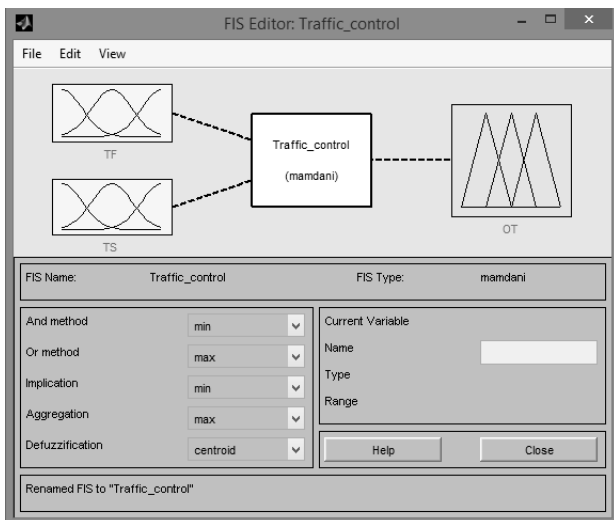 FIS Editor: Traffic_control
File Edit View
TF
TS
Traffic_control
(mamdani)
OT
FIS Name: Traffic_control FIS Type: mamdani
And method min
Or method max
Implication min
Aggregation max
Defuzzification centroid
Current Variable
Name
Type
Range
Help Close
Renamed FIS to "Traffic_control"